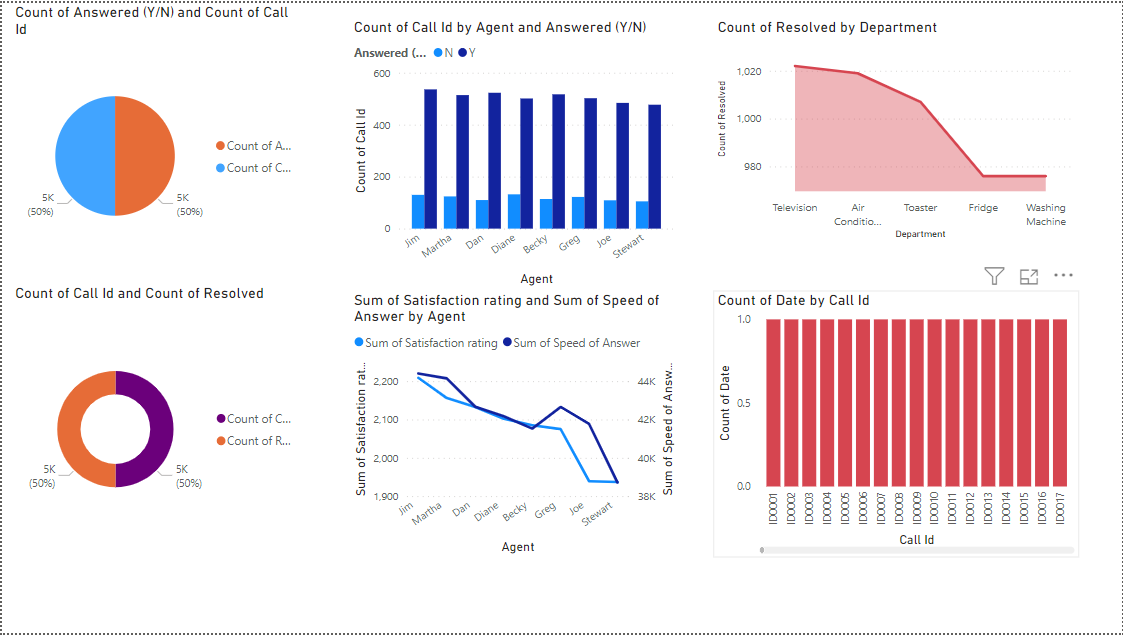 Count of Answered (Y/N) and Count of Call
Id
5K
(50%)
5K
(50%)
Count of A...
Count of C...
Count of Call Id by Agent and Answered (Y/N)
Answered (... N Y
Count of Call Id
600
400
200
0
Jim Martha Dan Diane Becky Greg Joe Stewart
Agent
Count of Resolved by Department
Count of Resolved
1,020
1,000
980
Television Air Conditio... Toaster Fridge Washing Machine
Department
Count of Call Id and Count of Resolved
5K
(50%)
5K
(50%)
Count of C...
Count of R...
Sum of Satisfaction rating and Sum of Speed of
Answer by Agent
Sum of Satisfaction rating Sum of Speed of Answer
Sum of Satisfaction rat...
2,200
2,100
2,000
1,900
44K
42K
40K
38K
Sum of Speed of Answ...
Jim Martha Dan Diane Becky Greg Joe Stewart
Agent
Count of Date by Call Id
Count of Date
1.0
0.5
0.0
ID0001 ID0002 ID0003 ID0004 ID0005 ID0006 ID0007 ID0008 ID0009 ID0010 ID0011 ID0012 ID0013 ID0014 ID0015 ID0016 ID0017
Call Id